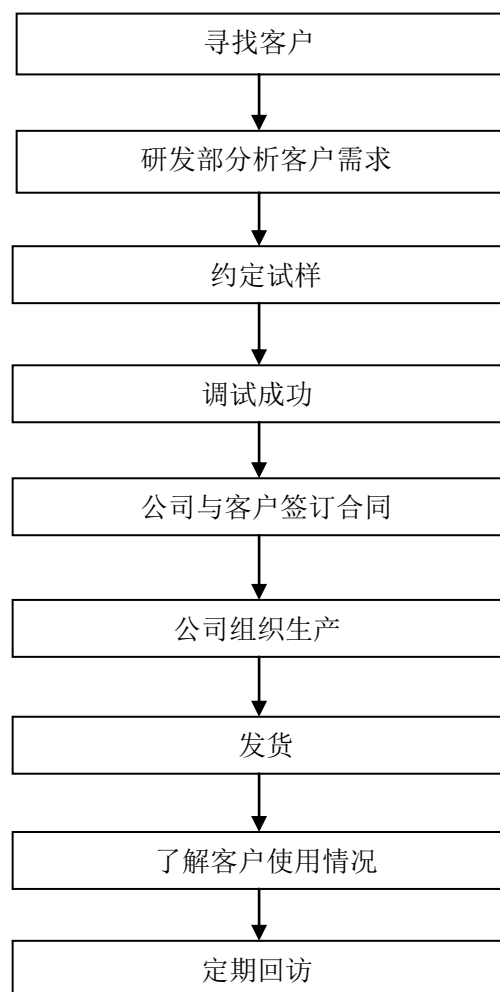 寻找客户
研发部分析客户需求
约定试样
调试成功
公司与客户签订合同
公司组织生产
发货
了解客户使用情况
定期回访